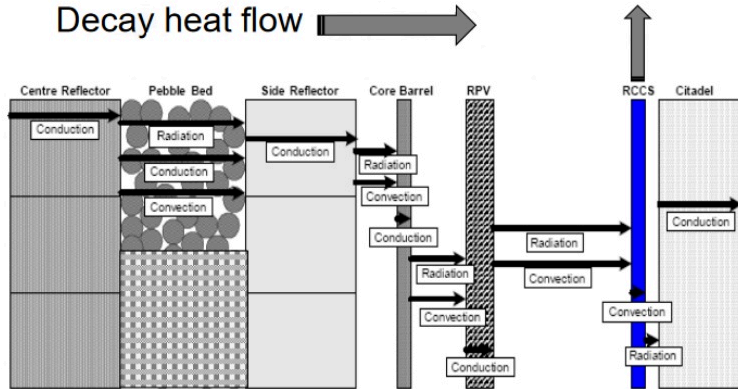 Decay heat flow
Centre Reflector Pebble Bed Side Reflector Core Barrel RPV RCCS Citadel
Conduction
Radiation
Conduction
Convection
Conduction
Radiation
Convection
Conduction
Radiation
Convection
Conduction
Radiation
Convection
Convection
Radiation
Conduction